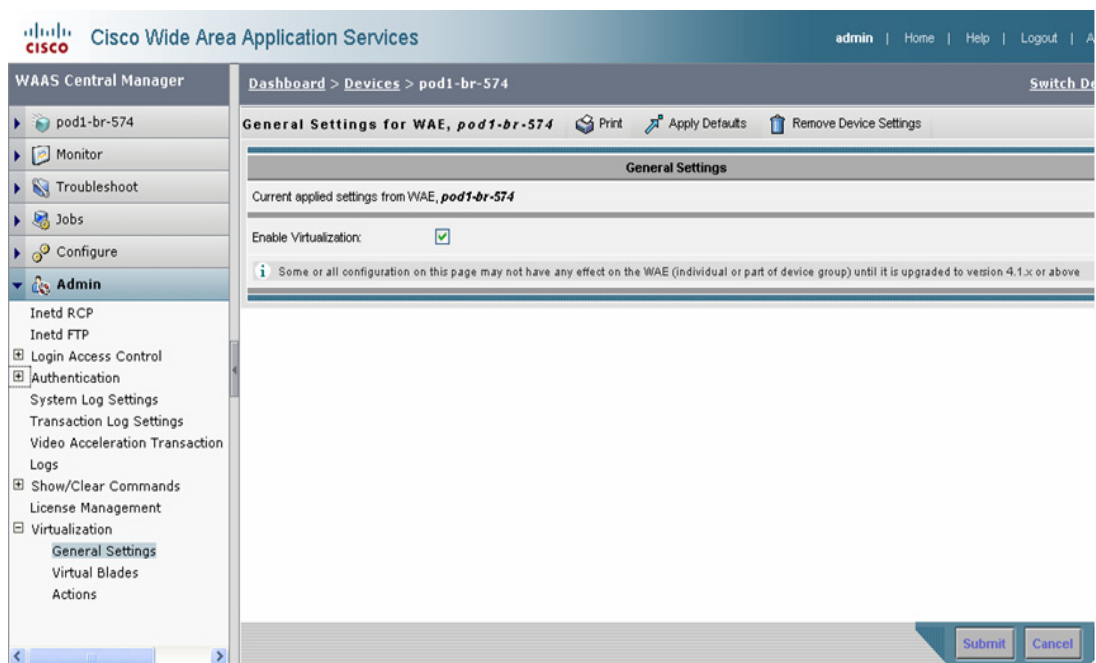 CISCO
Cisco Wide Area Application Services
admin | Home | Help | Logout | A
WAAS Central Manager
Dashboard > Devices > pod1-br-574
Switch De
pod1-br-574
Monitor
Troubleshoot
Jobs
Configure
Admin
Inetd RCP
Inetd FTP
Login Access Control
Authentication
System Log Settings
Transaction Log Settings
Video Acceleration Transaction
Logs
Show/Clear Commands
License Management
Virtualization
General Settings
Virtual Blades
Actions
General Settings for WAE, pod1-br-574
Print
Apply Defaults
Remove Device Settings
General Settings
Current applied settings from WAE, pod1-br-574
Enable Virtualization:
Some or all configuration on this page may not have any effect on the WAE (individual or part of device group) until it is upgraded to version 4.1.x or above
Submit
Cancel